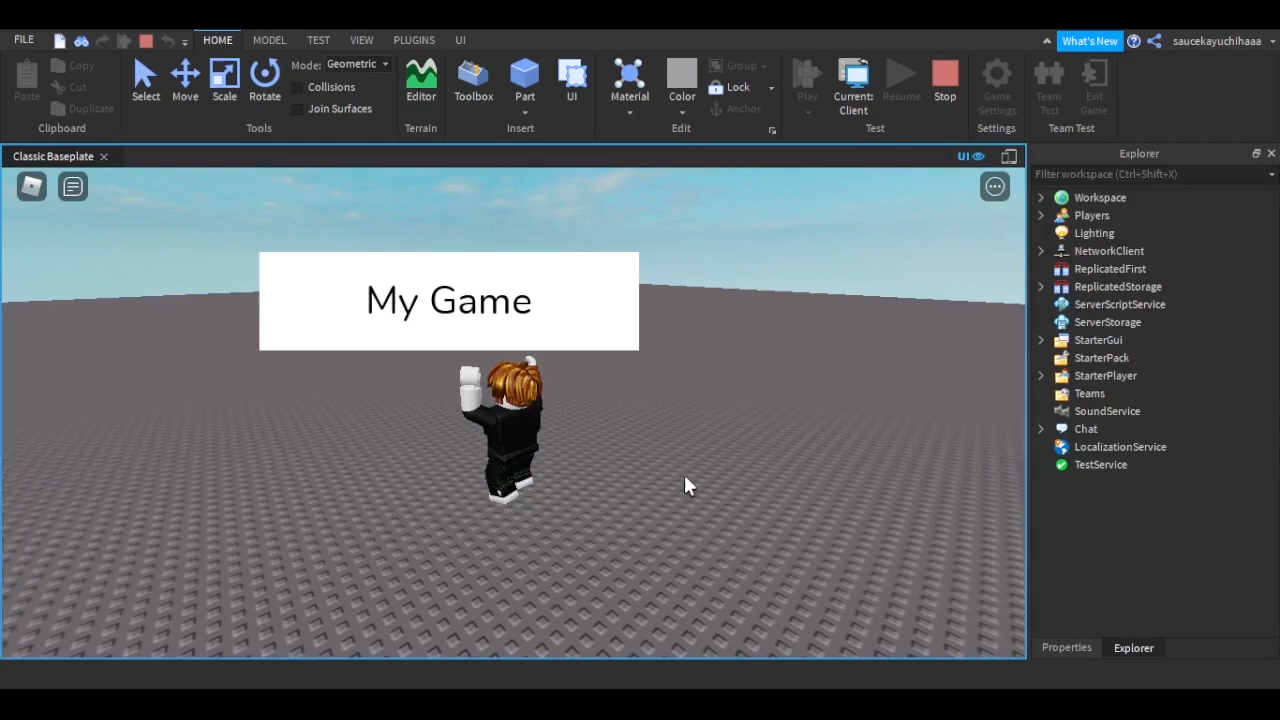 FILE HOME MODEL TEST VIEW PLUGINS UI What's New saucekayuchihaaa
Paste Copy Cut Duplicate Clipboard
Select Move Scale Rotate Mode: Geometric Collisions Join Surfaces Tools
Editor Terrain
Toolbox Part UI Insert
Material Color Group Lock Anchor Edit
Play Current: Client Resume Stop Test
Game Settings Settings
Team Test Exit Game Team Test
Classic Baseplate UI
My Game
Explorer
Filter workspace (Ctrl+Shift+X)
Workspace
Players
Lighting
NetworkClient
ReplicatedFirst
ReplicatedStorage
ServerScriptService
ServerStorage
StarterGui
StarterPack
StarterPlayer
Teams
SoundService
Chat
LocalizationService
TestService
Properties Explorer